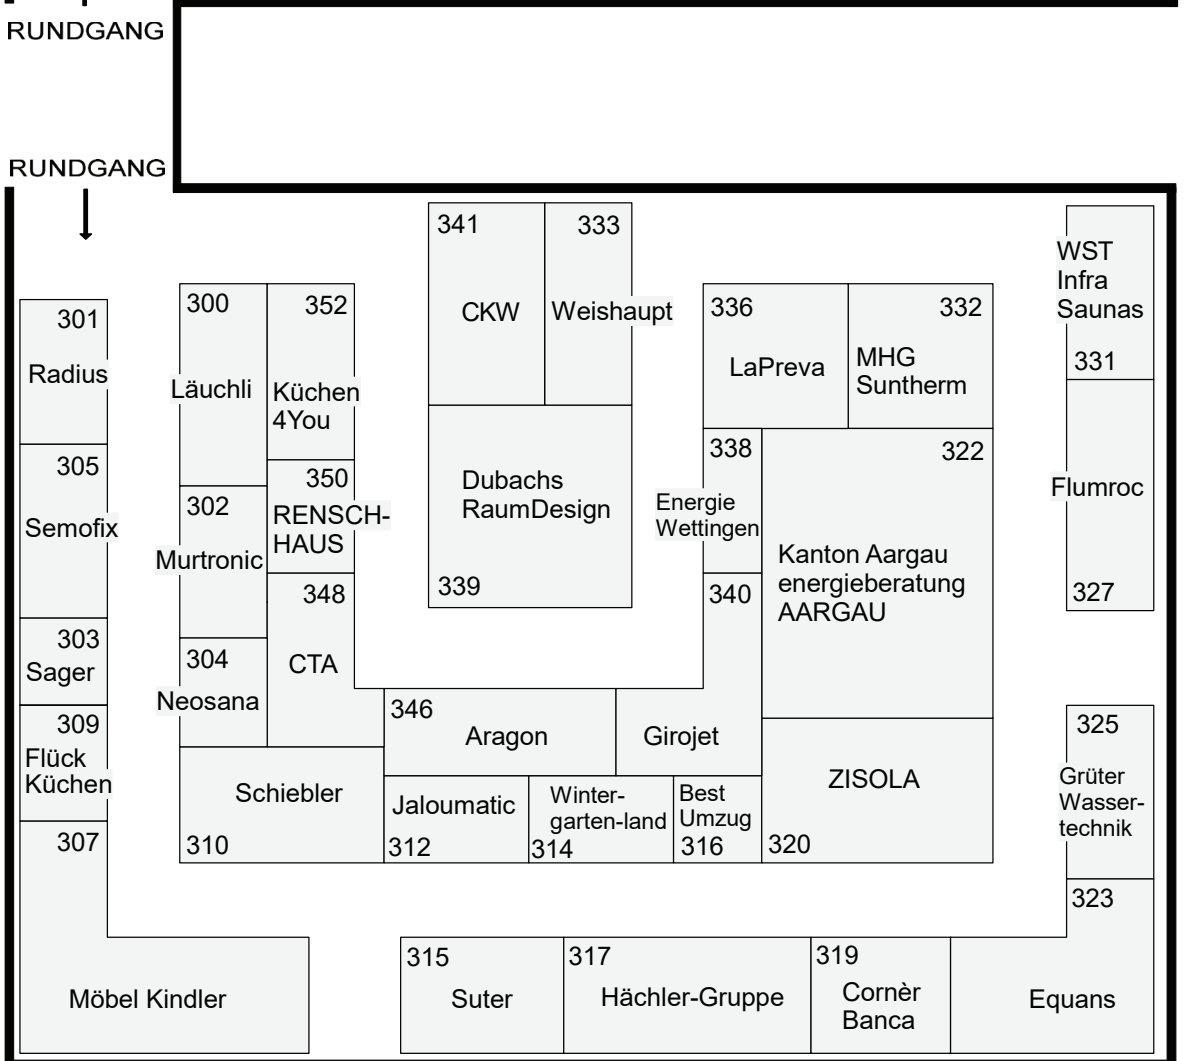 RUNDGANG
RUNDGANG
301
Radius
305
Semofix
303
Sager
309
Flück
Küchen
307
Möbel Kindler
300
Läuchli
352
Küchen
4You
350
RENSCH-
HAUS
302
Murtronic
348
CTA
304
Neosana
Schiebler
310
341
CKW
333
Weishaupt
Dubachs
RaumDesign
339
346
Aragon
Jaloumatic
312
Winter-
garten-land
314
Best
Umzug
316
336
LaPreva
332
MHG
Suntherm
338
Energie
Wettingen
340
Girojet
322
Kanton Aargau
energieberatung
AARGAU
ZISOLA
320
WST
Infra
Saunas
331
Flumroc
327
325
Grüter
Wasser-
technik
323
Equans
315
Suter
317
Hächler-Gruppe
319
Cornèr
Banca